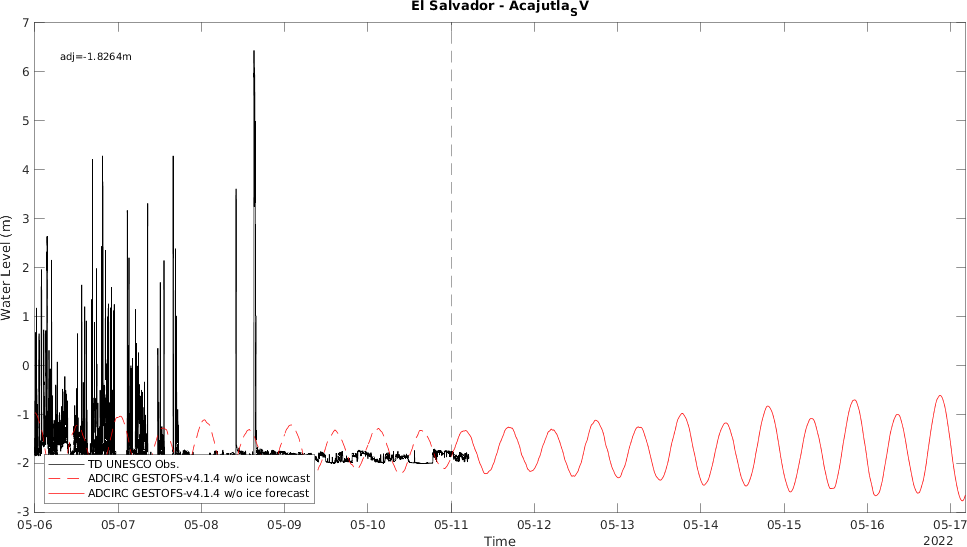 El Salvador - Acajutla_SV
adj=-1.8264m
Water Level (m)
7
6
5
4
3
2
1
0
-1
-2
-3
TD UNESCO Obs.
ADCIRC GESTOFS-v4.1.4 w/o ice nowcast
ADCIRC GESTOFS-v4.1.4 w/o ice forecast
05-06 05-07 05-08 05-09 05-10 05-11 05-12 05-13 05-14 05-15 05-16 05-17
Time
2022